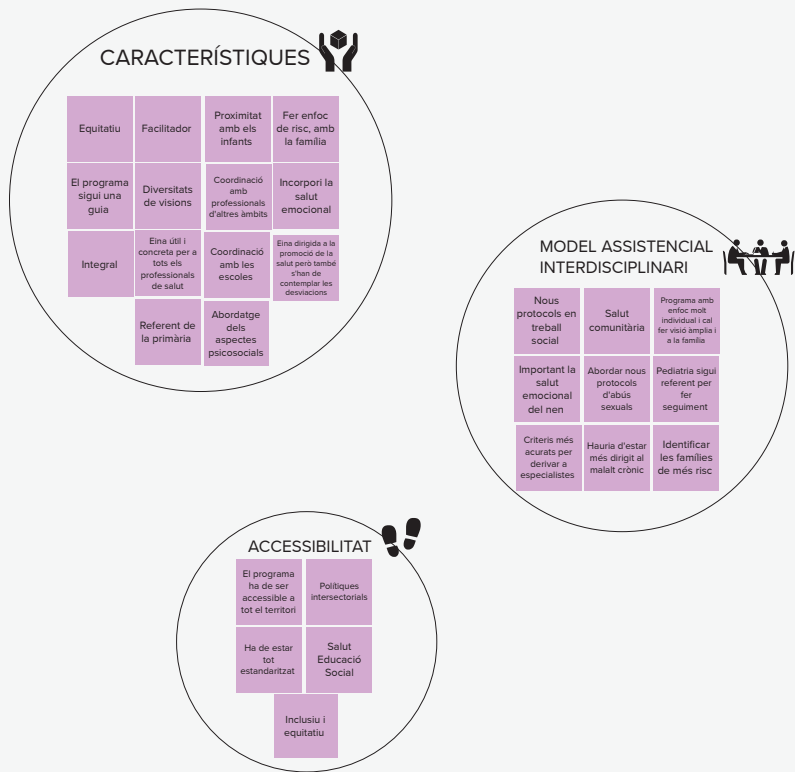 CARACTERÍSTIQUES
Equitatiu
Facilitador
Proximitat
amb els
infants
Fer enfoc
de risc, amb
la família
El programa
sigui una
guia
Diversitats
de visions
Coordinació
amb
professionals
d'altres àmbits
Incorpori la
salut
emocional
Integral
Eina útil i
concreta per a
tots els
professionals
de salut
Coordinació
amb les
escoles
Eina dirigida a la
promoció de la
salut però també
s'han de
contemplar les
desviacions
Referent de
la primària
Abordatge
dels
aspectes
psicosocials
MODEL ASSISTENCIAL
INTERDISCIPLINARI
Nous
protocols en
treball
social
Salut
comunitària
Programa amb
enfoc molt
individual i cal
fer visió àmplia i
a la família
Important la
salut
emocional
del nen
Abordar nous
protocols
d'abús
sexuals
Pediatria sigui
referent per
fer
seguiment
Criteris més
acurats per
derivar a
especialistes
Hauria d'estar
més dirigit al
malalt crònic
Identificar
les famílies
de més risc
ACCESSIBILITAT
El programa
ha de ser
accessible a
tot el territori
Polítiques
intersectorials
Ha de estar
tot
estandaritzat
Salut
Educació
Social
Inclusiu i
equitatiu